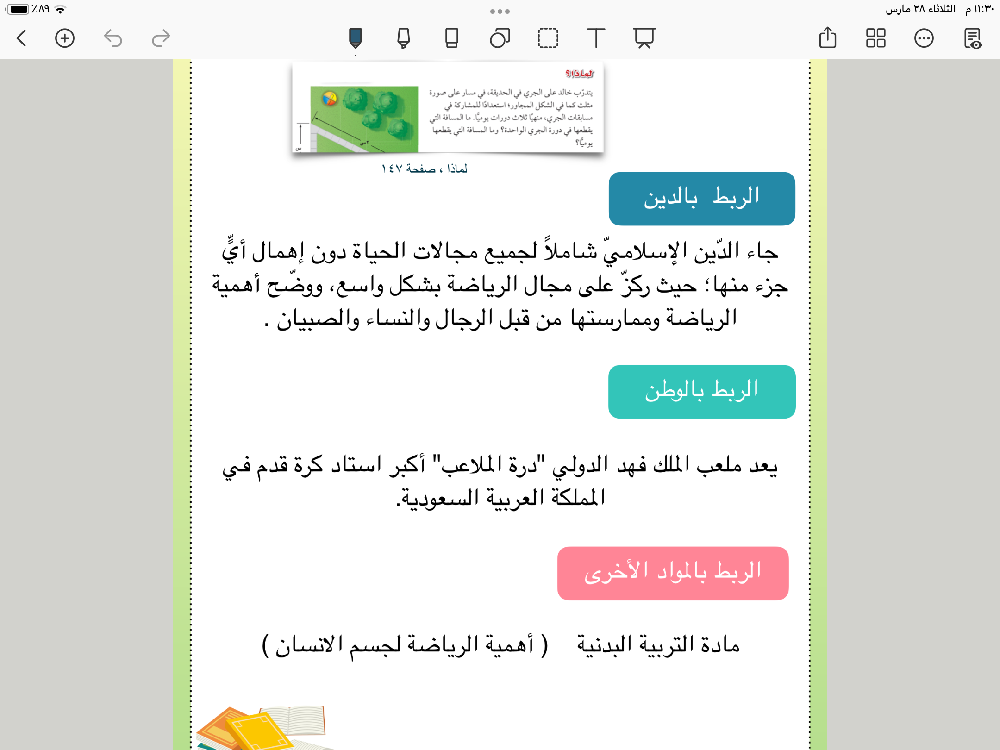 ١١:٣٠ م الثلاثاء ٢٨ مارس
٪٨٩
لماذا؟
يتدرّب خالد على الجري في الحديقة، في مسار على صورة
مثلث كما في الشكل المجاور؛ استعدادًا للمشاركة في
مسابقات الجري، منهيًا ثلاث دورات يوميًّا. ما المسافة التي
يقطعها في دورة الجري الواحدة؟ وما المسافة التي يقطعها
يوميًّا؟
٢س
س
لماذا ، صفحة ١٤٧
الربط بالدين
جاء الدّين الإسلاميّ شاملاً لجميع مجالات الحياة دون إهمال أيٍّ
جزء منها؛ حيث ركزّ على مجال الرياضة بشكل واسع، ووضّح أهمية
الرياضة وممارستها من قبل الرجال والنساء والصبيان .
الربط بالوطن
يعد ملعب الملك فهد الدولي "درة الملاعب" أكبر استاد كرة قدم في
المملكة العربية السعودية.
الربط بالمواد الأخرى
مادة التربية البدنية ( أهمية الرياضة لجسم الانسان )